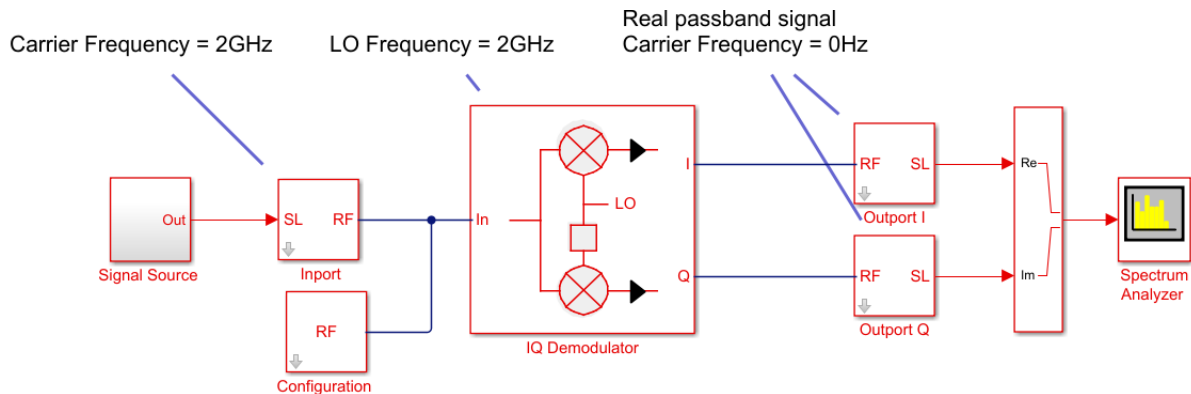 Real passband signal
Carrier Frequency = 2GHz
LO Frequency = 2GHz
Carrier Frequency = 0Hz
Out
Signal Source
SL
RF
Inport
RF
Configuration
In
LO
I
Q
IQ Demodulator
RF
SL
Outport I
RF
SL
Outport Q
Re
Im
Spectrum
Analyzer